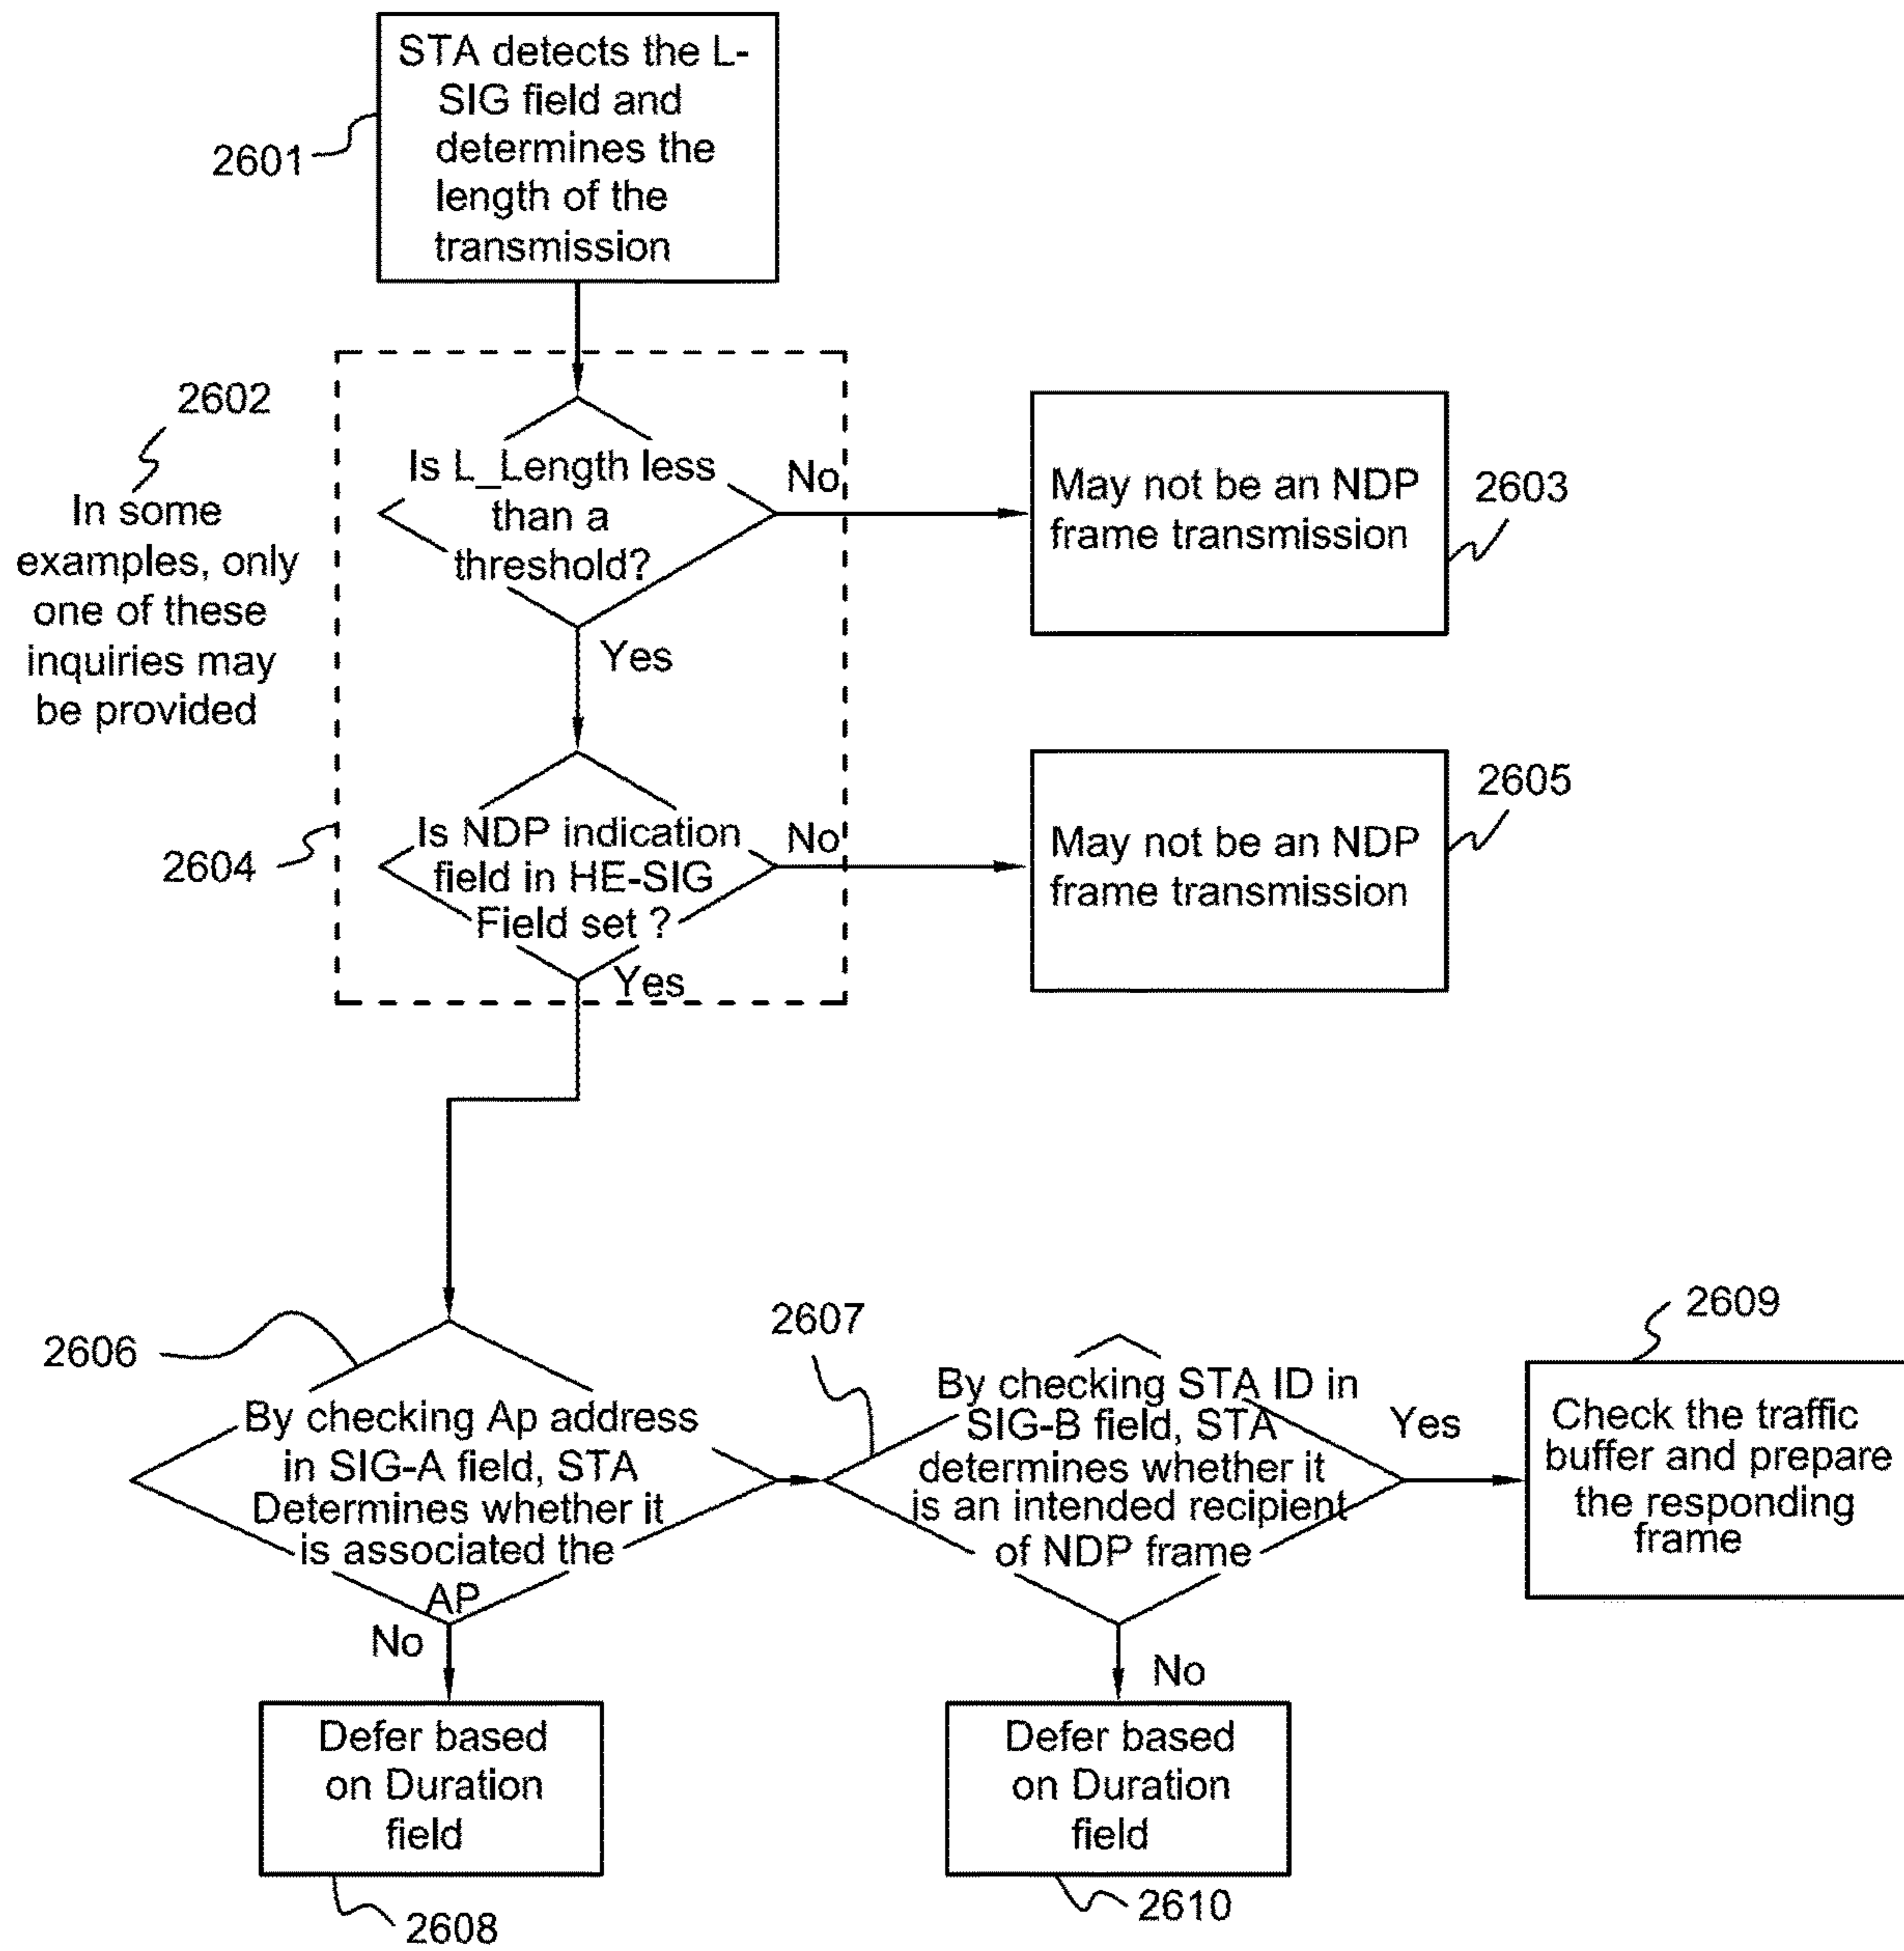 STA detects the L-
SIG field and
determines the
length of the
transmission
2601
2602
In some
examples, only
one of these
inquiries may
be provided
Is L_Length less
than a
threshold?
No
Yes
May not be an NDP
frame transmission
2603
2604
Is NDP indication
field in HE-SIG
Field set ?
No
Yes
May not be an NDP
frame transmission
2605
2606
By checking Ap address
in SIG-A field, STA
Determines whether it
is associated the
AP
No
2607
By checking STA ID in
SIG-B field, STA
determines whether it
is an intended recipient
of NDP frame
Yes
No
2609
Check the traffic
buffer and prepare
the responding
frame
Defer based
on Duration
field
2608
Defer based
on Duration
field
2610